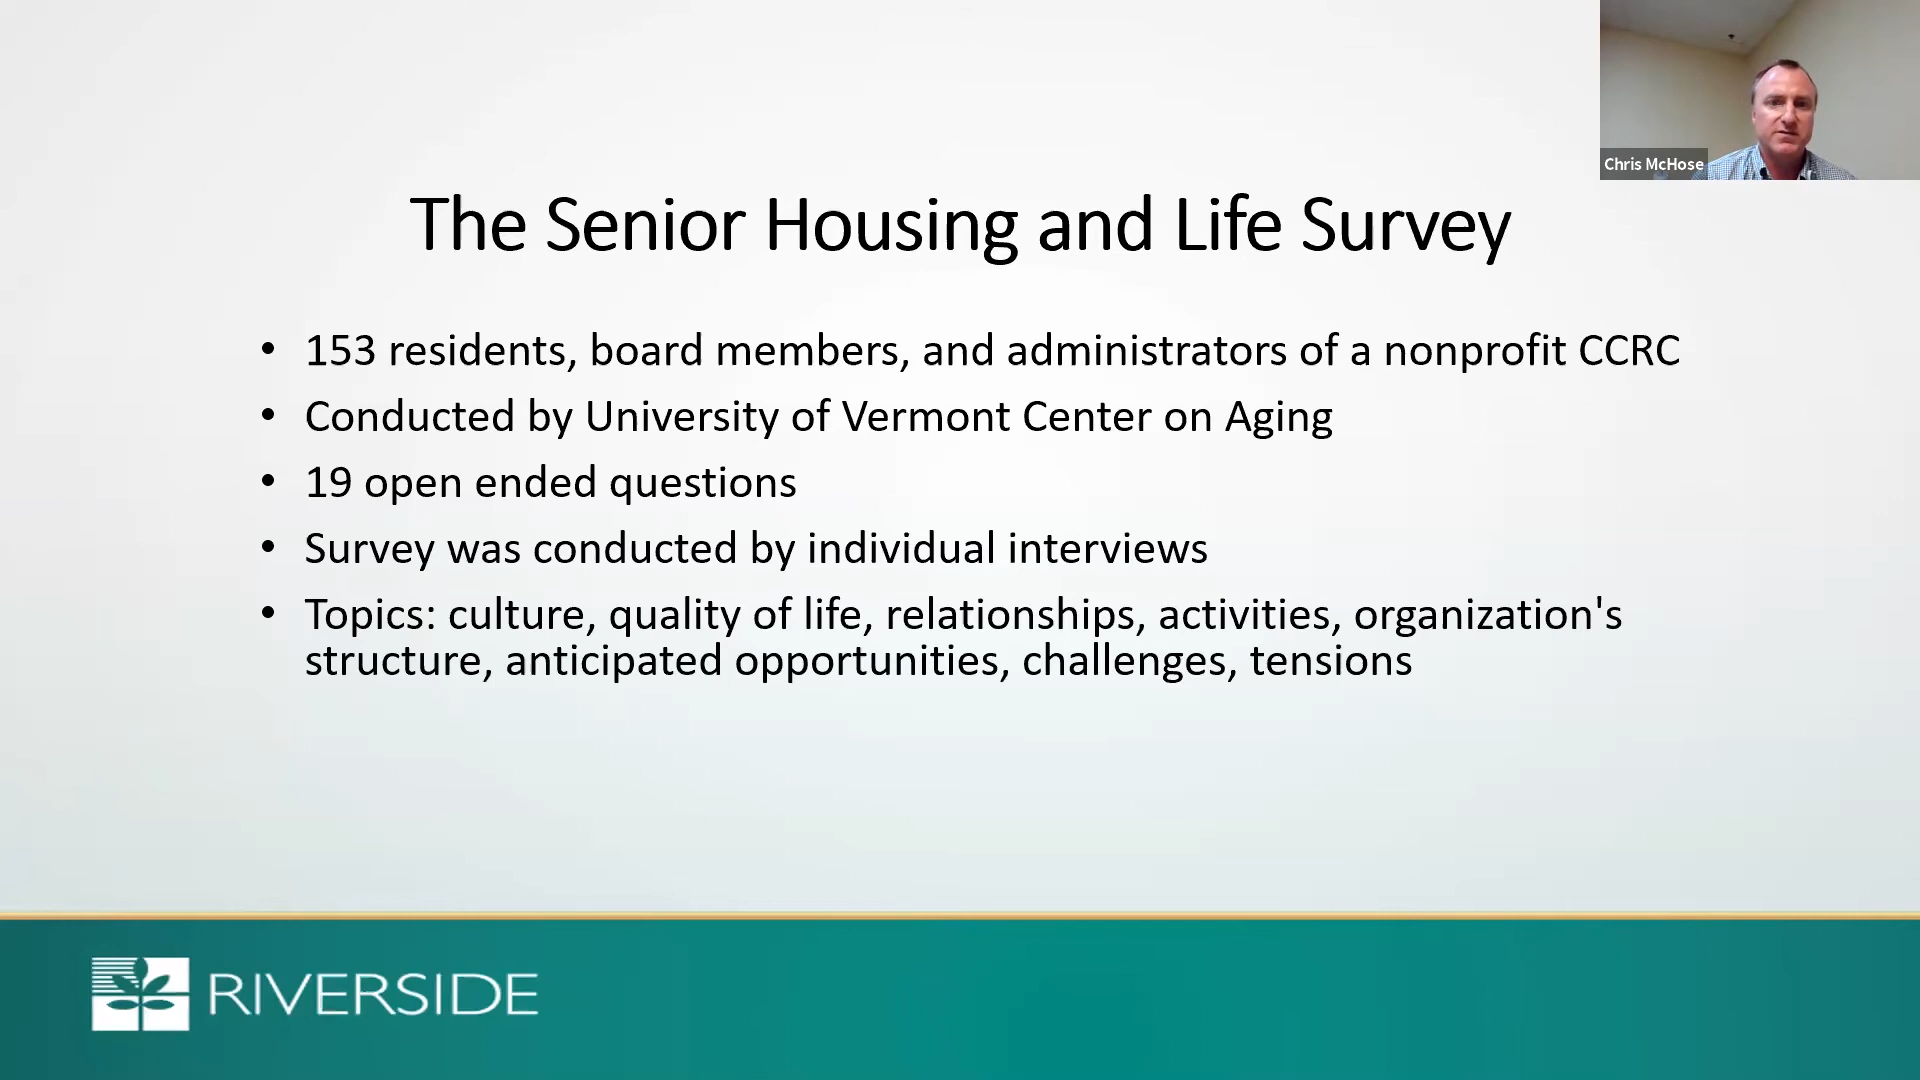 Chris McHose
The Senior Housing and Life Survey
• 153 residents, board members, and administrators of a nonprofit CCRC
• Conducted by University of Vermont Center on Aging
• 19 open ended questions
• Survey was conducted by individual interviews
• Topics: culture, quality of life, relationships, activities, organization's
structure, anticipated opportunities, challenges, tensions
RIVERSIDE